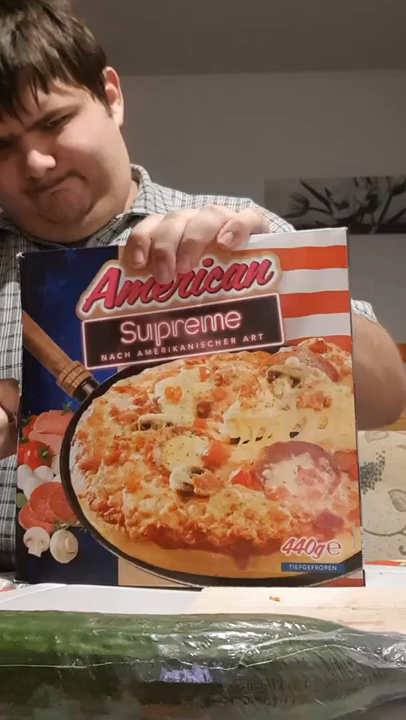 American
Supreme
NACH AMERIKANISCHER ART
440g e
TIEFGEFROREN